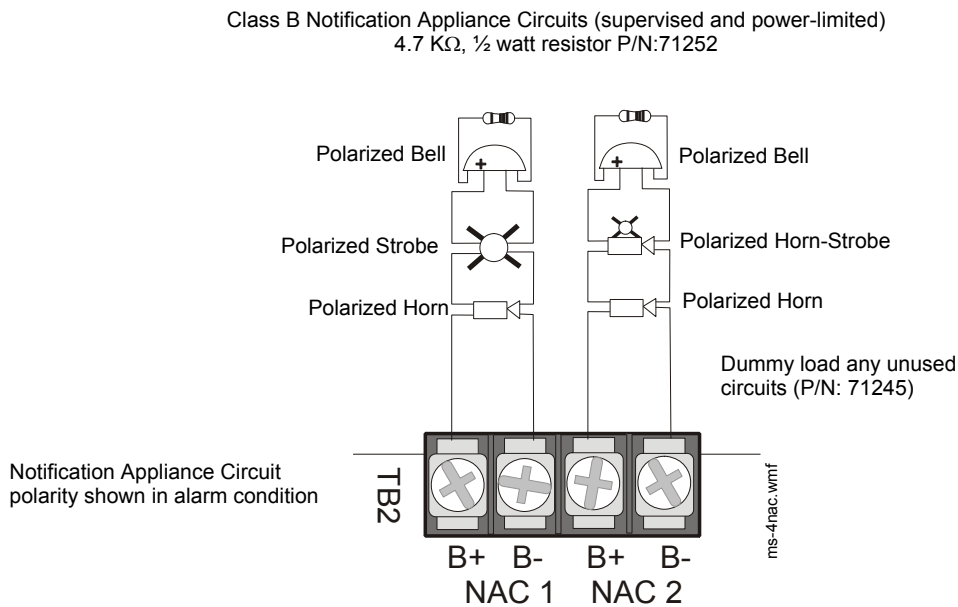 Class B Notification Appliance Circuits (supervised and power-limited)
4.7 KΩ, ½ watt resistor P/N:71252
Polarized Bell
+
+
Polarized Bell
Polarized Strobe
Polarized Horn-Strobe
Polarized Horn
Polarized Horn
Dummy load any unused
circuits (P/N: 71245)
Notification Appliance Circuit
polarity shown in alarm condition
TB2
ms-4nac.wmf
B+ B- B+ B-
NAC 1 NAC 2